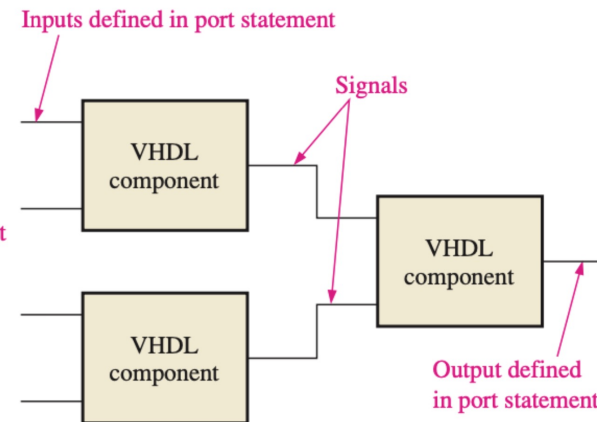 Inputs defined in port statement
Signals
VHDL
component
t
VHDL
component
VHDL
component
Output defined
in port statement